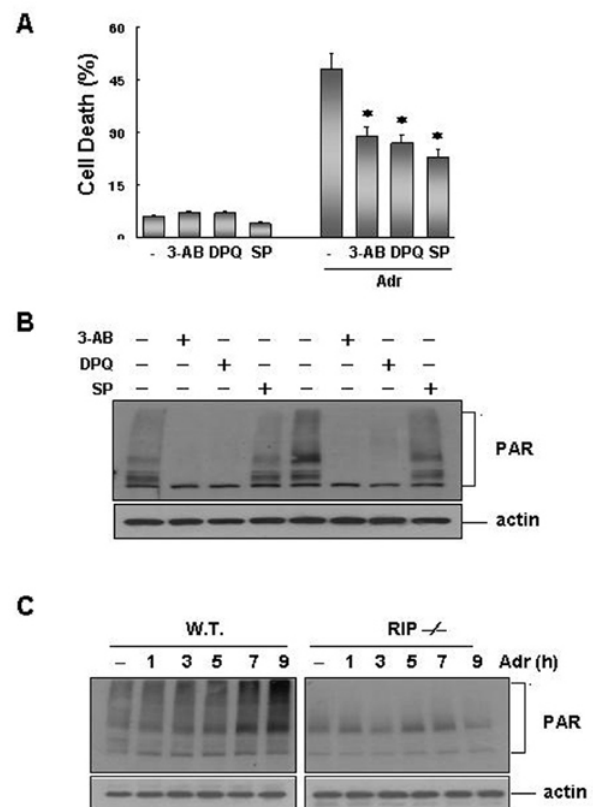 A
60
45
30
15
0
Cell Death (%)
- 3-AB DPQ SP - 3-AB DPQ SP
Adr
B
3-AB – + – – – + – –
DPQ – – + – – – + –
SP – – – + – – – +
PAR
actin
C
W.T. RIP -/-
– 1 3 5 7 9 – 1 3 5 7 9 Adr (h)
PAR
actin